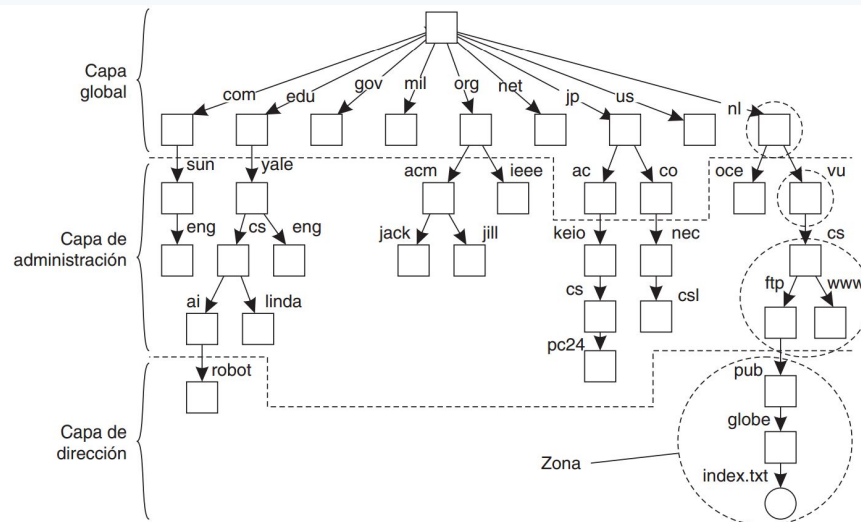 Capa
global
com
edu
gov
mil
org
net
jp
us
nl
Capa de
administración
sun
yale
acm
ieee
ac
co
oce
vu
eng
cs
eng
jack
jill
keio
nec
cs
ai
linda
cs
csl
ftp
www
pc24
Capa de
dirección
robot
pub
globe
Zona
index.txt